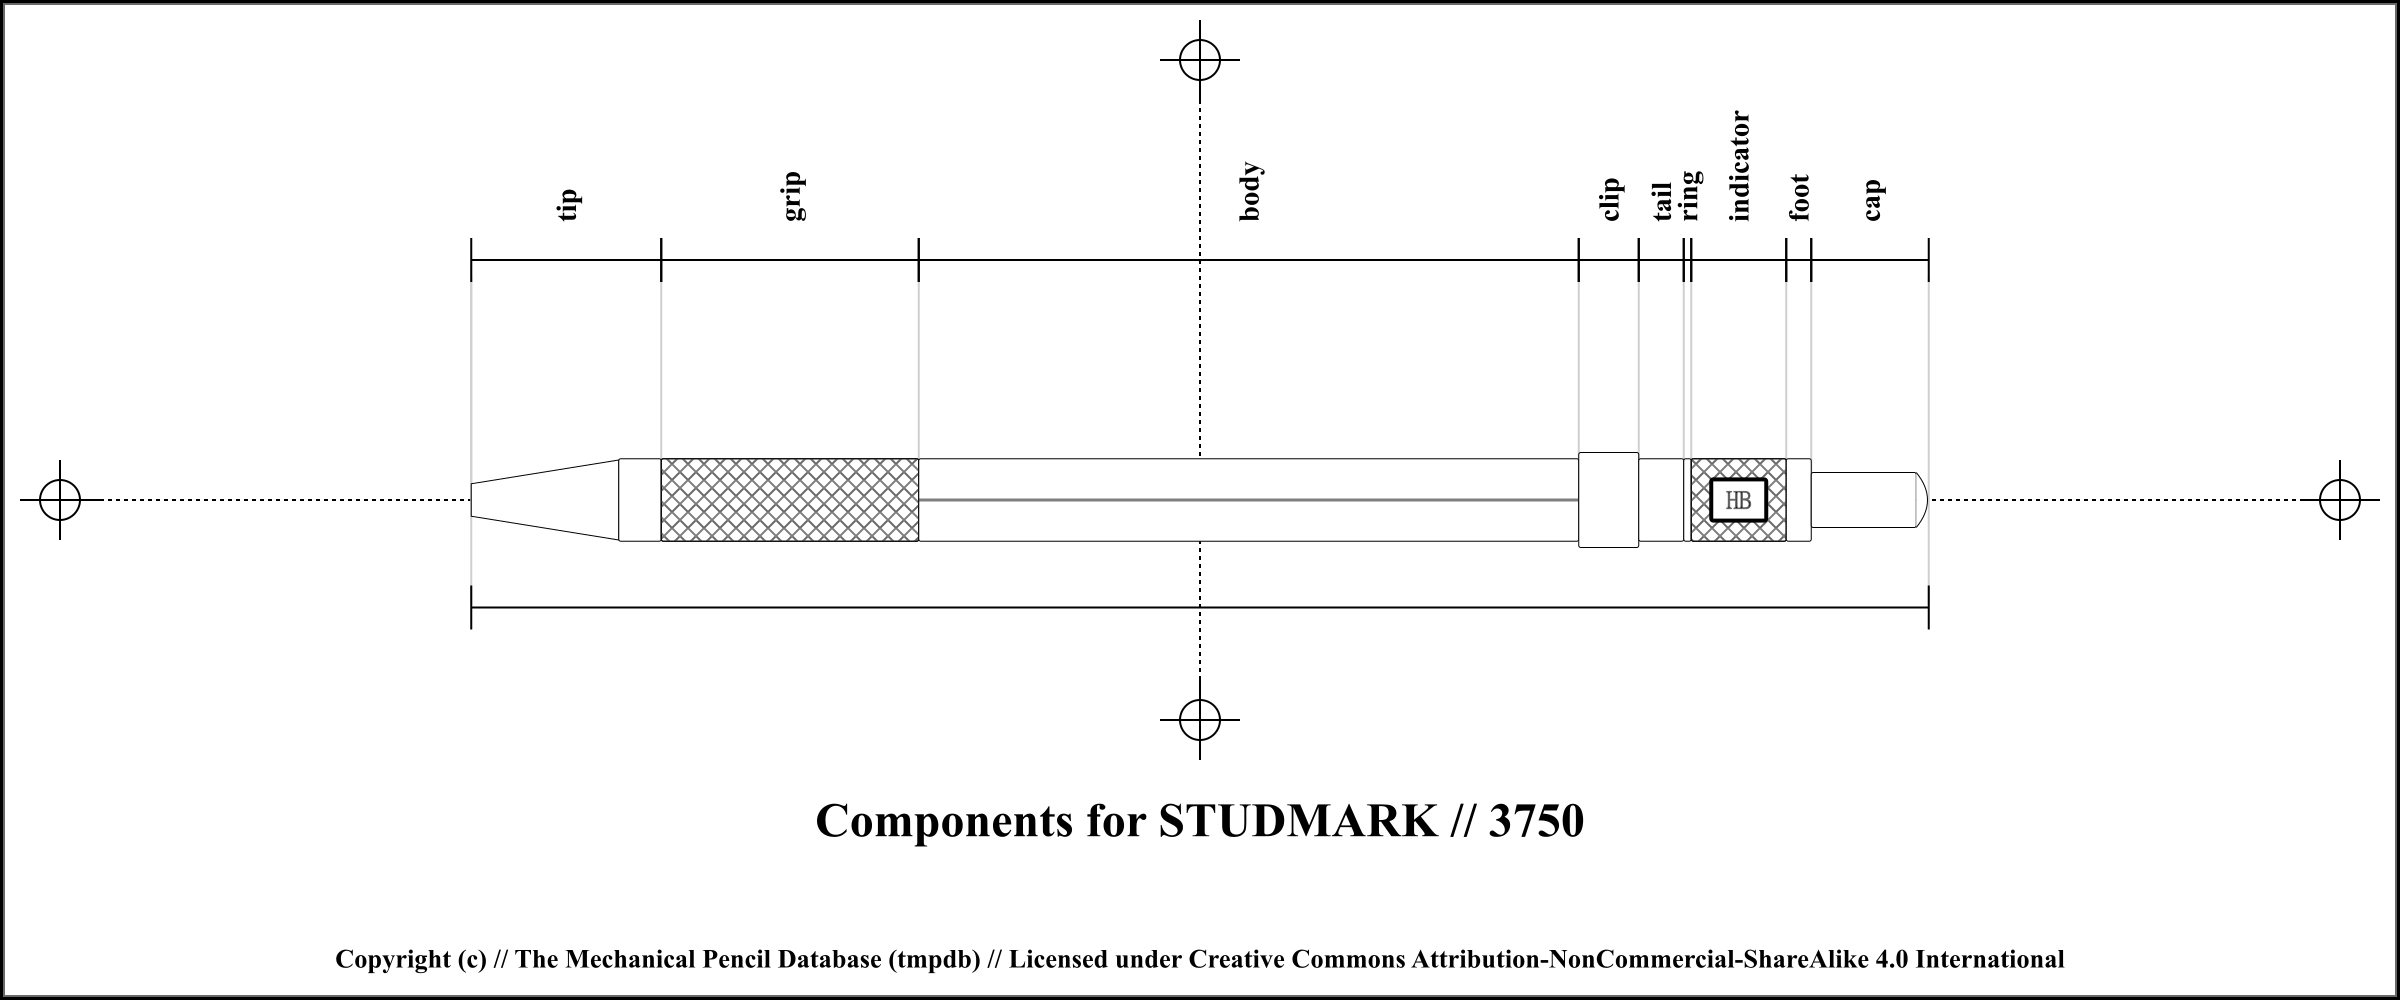 tip
grip
body
clip
tail
ring
indicator
foot
cap
HB
Components for STUDMARK // 3750
Copyright (c) // The Mechanical Pencil Database (tmpdb) // Licensed under Creative Commons Attribution-NonCommercial-ShareAlike 4.0 International